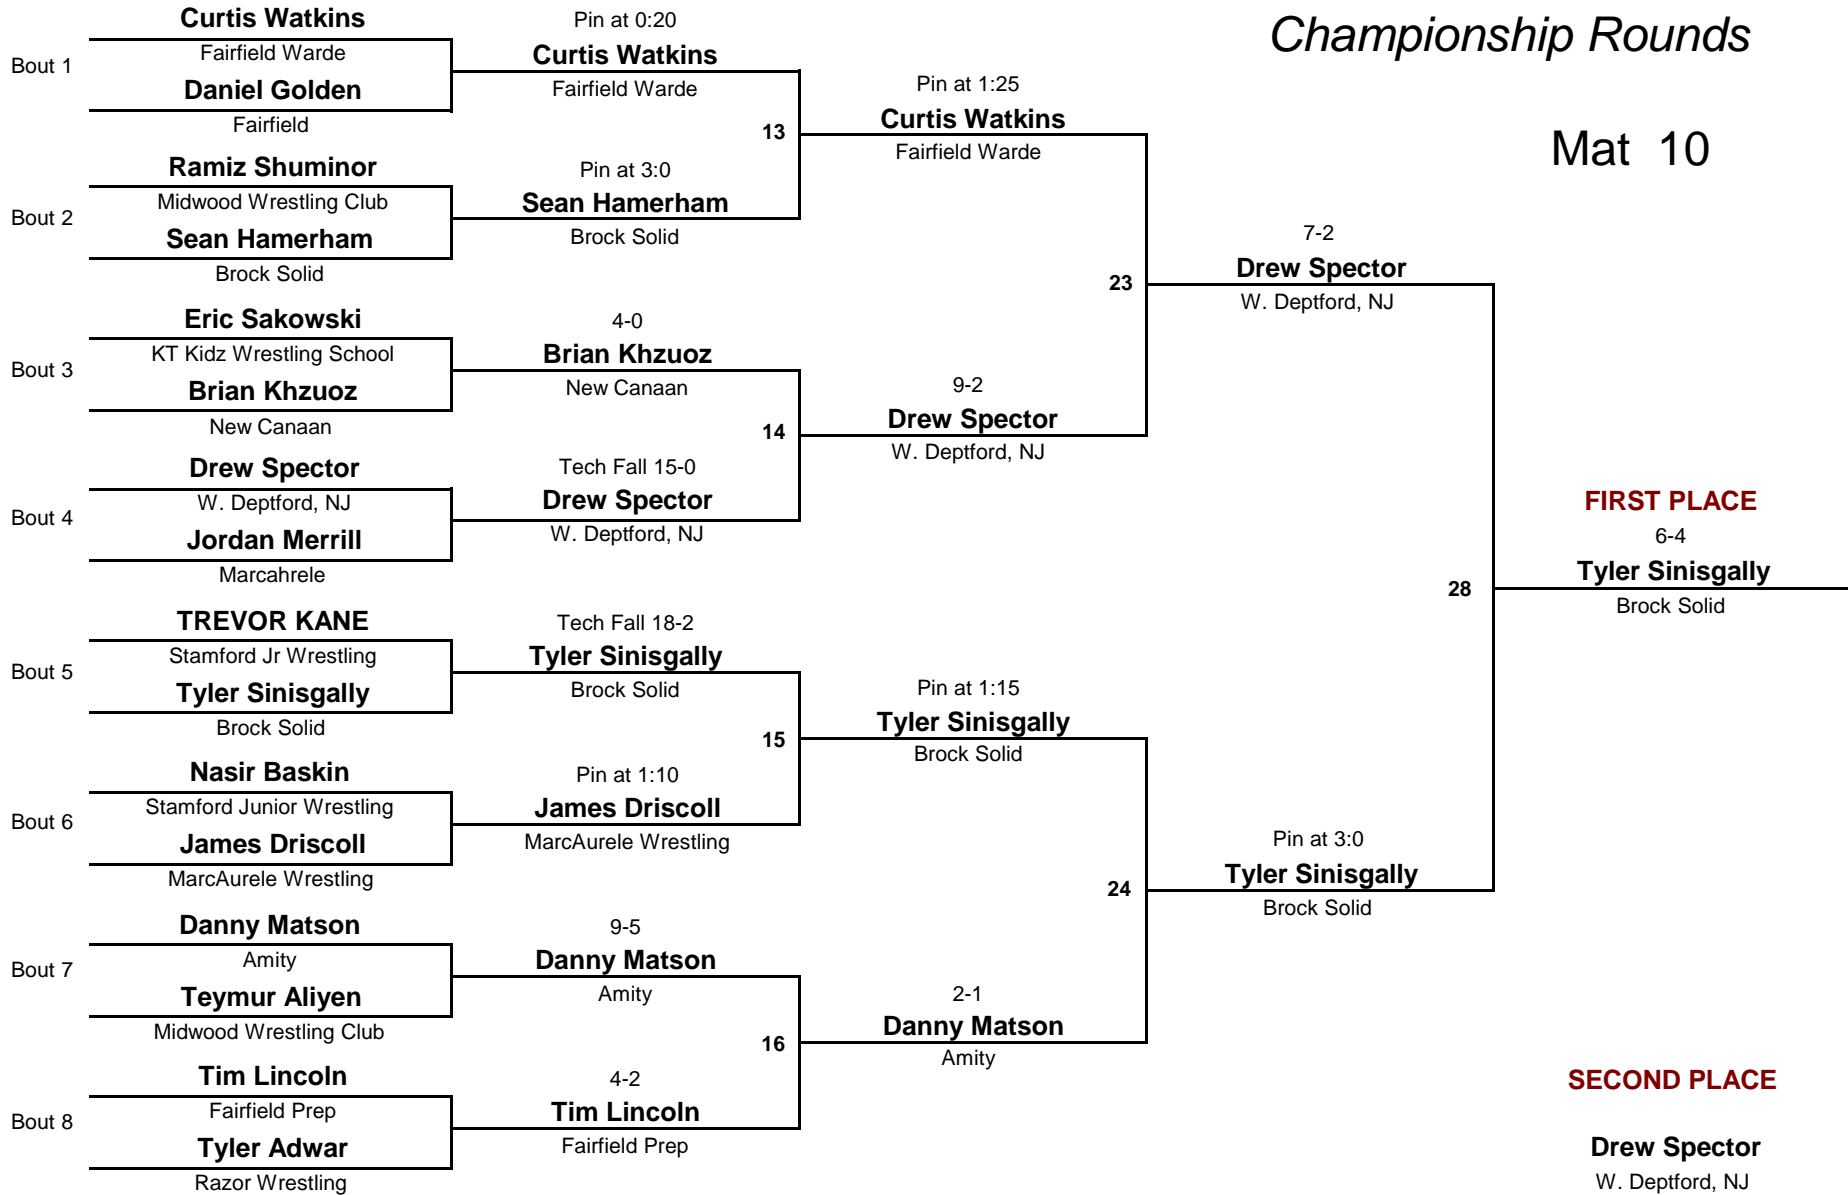 Championship Rounds
Mat 10
Bout 1
Curtis Watkins
Fairfield Warde
Daniel Golden
Fairfield
Bout 2
Ramiz Shuminor
Midwood Wrestling Club
Sean Hamerham
Brock Solid
Bout 3
Eric Sakowski
KT Kidz Wrestling School
Brian Khzuoz
New Canaan
Bout 4
Drew Spector
W. Deptford, NJ
Jordan Merrill
Marcahrele
Bout 5
TREVOR KANE
Stamford Jr Wrestling
Tyler Sinisgally
Brock Solid
Bout 6
Nasir Baskin
Stamford Junior Wrestling
James Driscoll
MarcAurele Wrestling
Bout 7
Danny Matson
Amity
Teymur Aliyen
Midwood Wrestling Club
Bout 8
Tim Lincoln
Fairfield Prep
Tyler Adwar
Razor Wrestling
Pin at 0:20
Curtis Watkins
Fairfield Warde
13
Pin at 3:0
Sean Hamerham
Brock Solid
4-0
Brian Khzuoz
New Canaan
14
Tech Fall 15-0
Drew Spector
W. Deptford, NJ
Tech Fall 18-2
Tyler Sinisgally
Brock Solid
15
Pin at 1:10
James Driscoll
MarcAurele Wrestling
9-5
Danny Matson
Amity
16
4-2
Tim Lincoln
Fairfield Prep
Pin at 1:25
Curtis Watkins
Fairfield Warde
23
9-2
Drew Spector
W. Deptford, NJ
Pin at 1:15
Tyler Sinisgally
Brock Solid
24
2-1
Danny Matson
Amity
7-2
Drew Spector
W. Deptford, NJ
28
Pin at 3:0
Tyler Sinisgally
Brock Solid
FIRST PLACE
6-4
Tyler Sinisgally
Brock Solid
SECOND PLACE
Drew Spector
W. Deptford, NJ